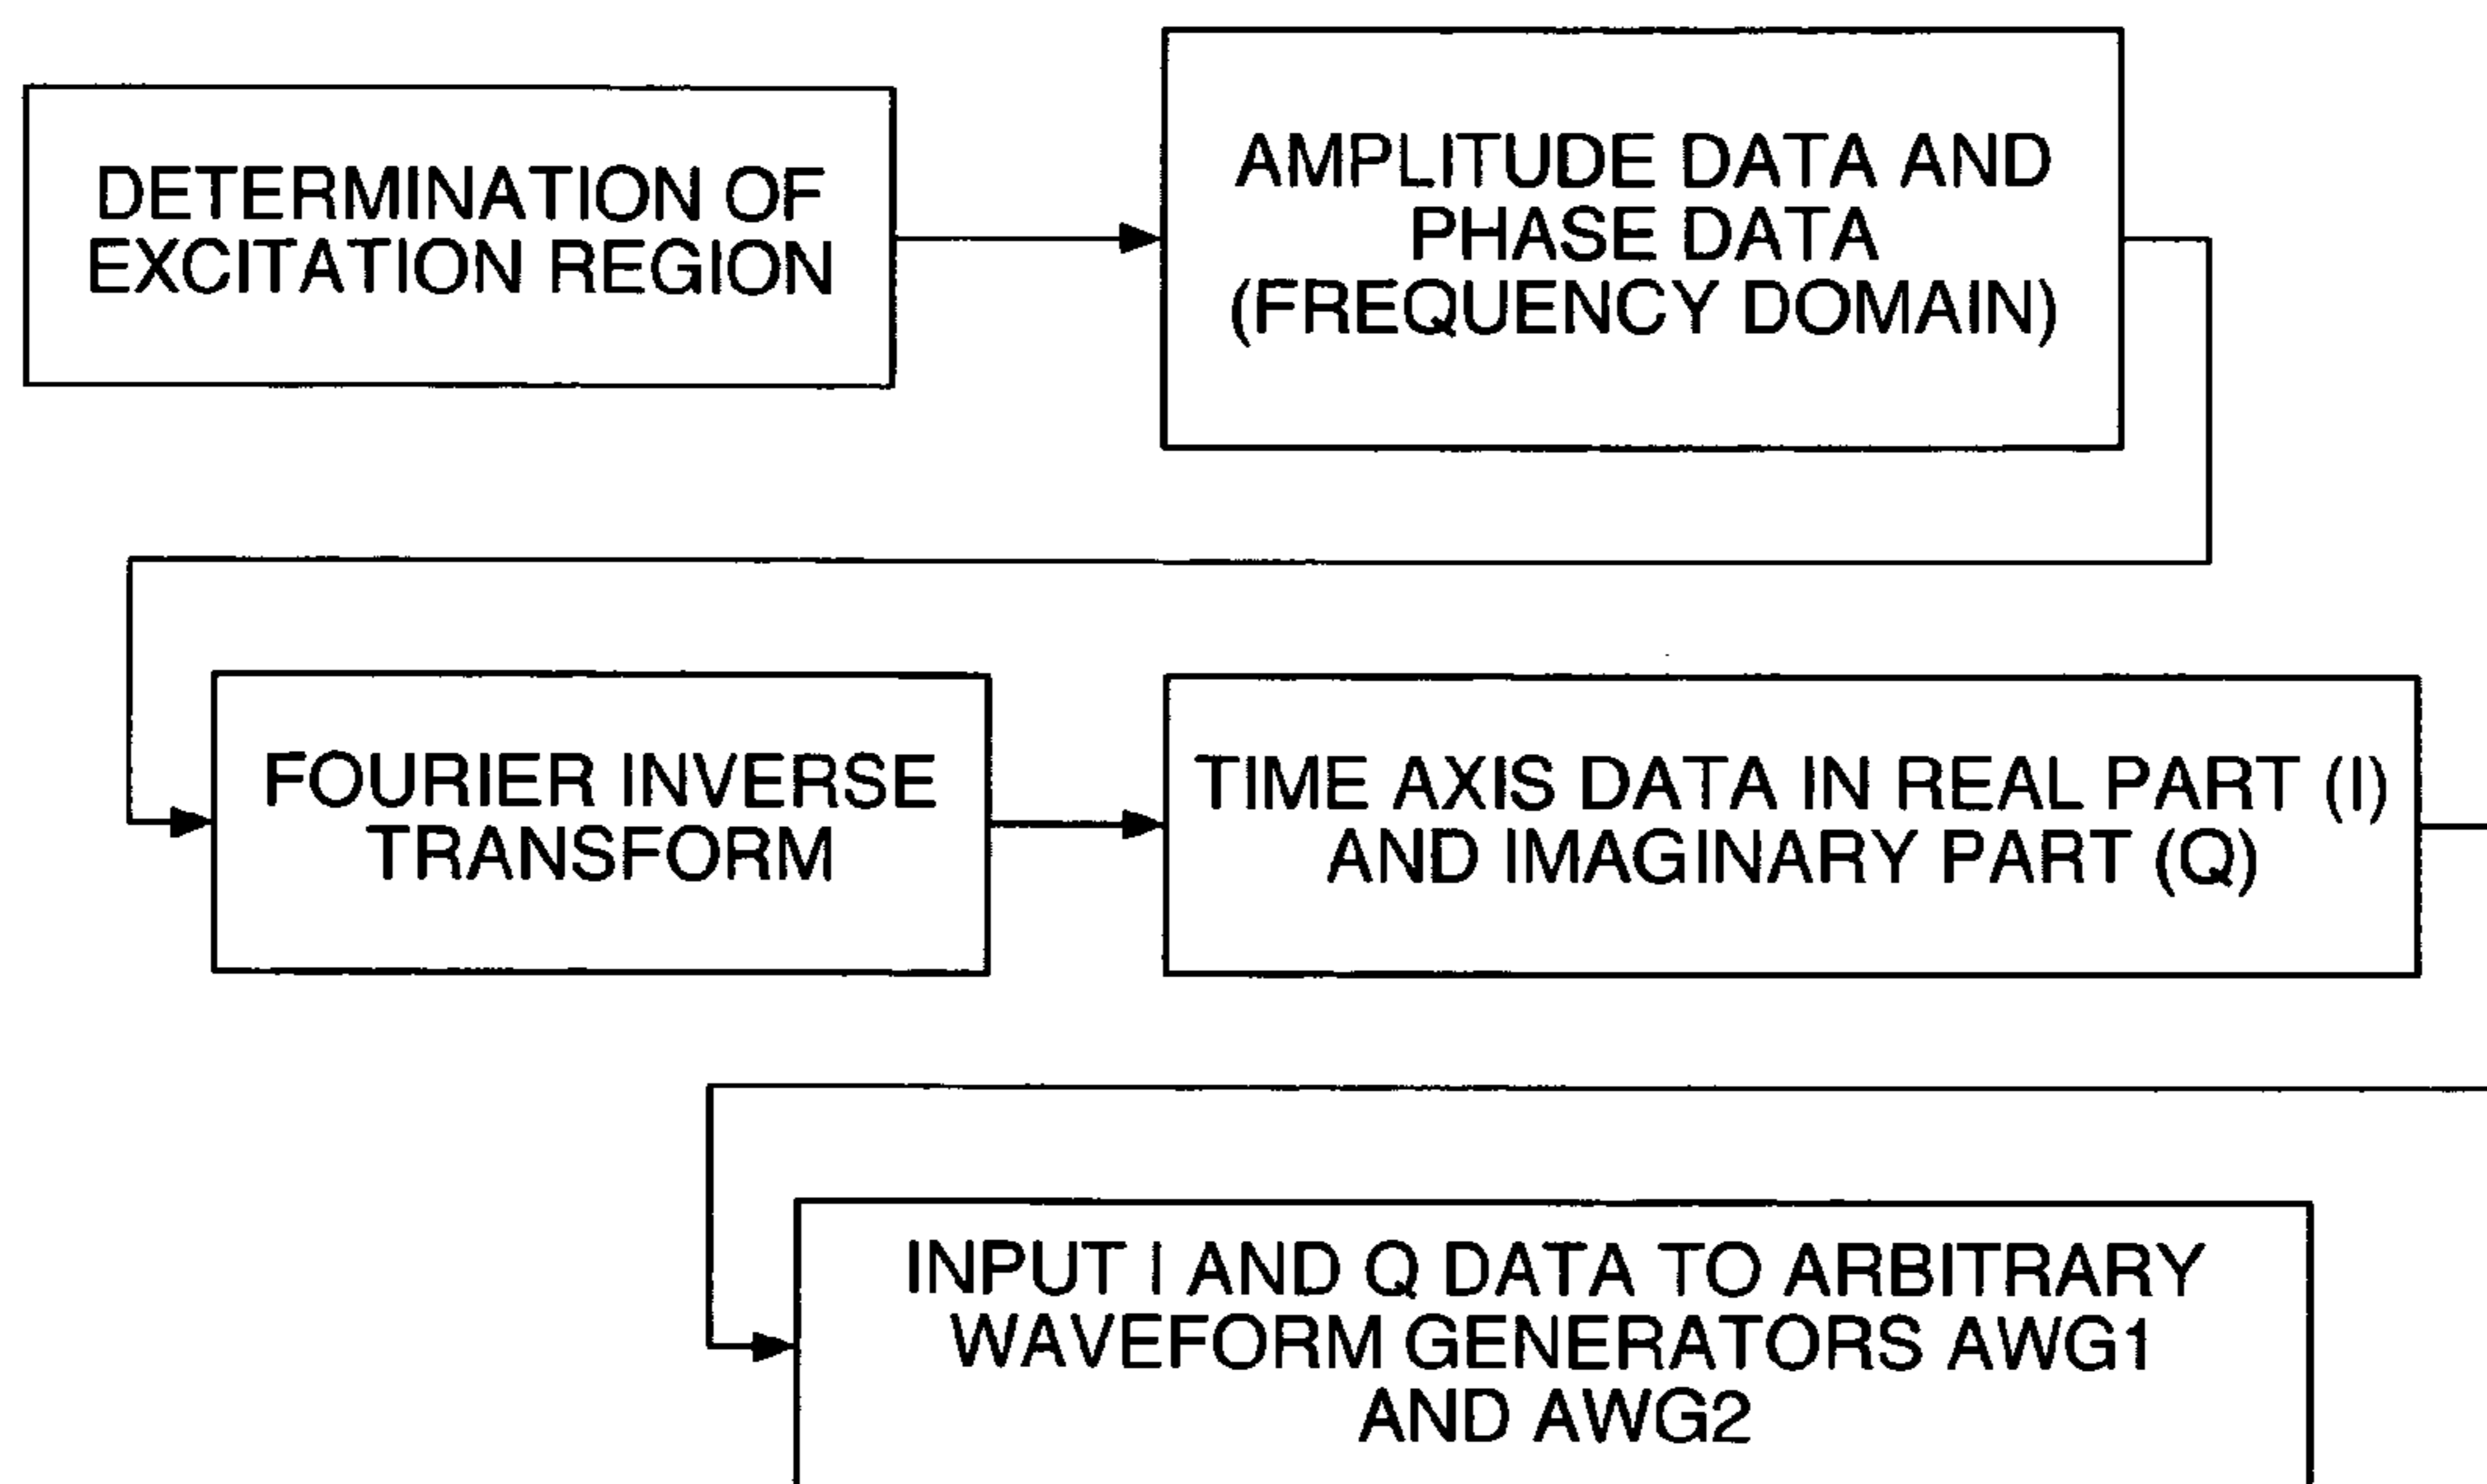 DETERMINATION OF
EXCITATION REGION
AMPLITUDE DATA AND
PHASE DATA
(FREQUENCY DOMAIN)
FOURIER INVERSE
TRANSFORM
TIME AXIS DATA IN REAL PART (I)
AND IMAGINARY PART (Q)
INPUT I AND Q DATA TO ARBITRARY
WAVEFORM GENERATORS AWG1
AND AWG2